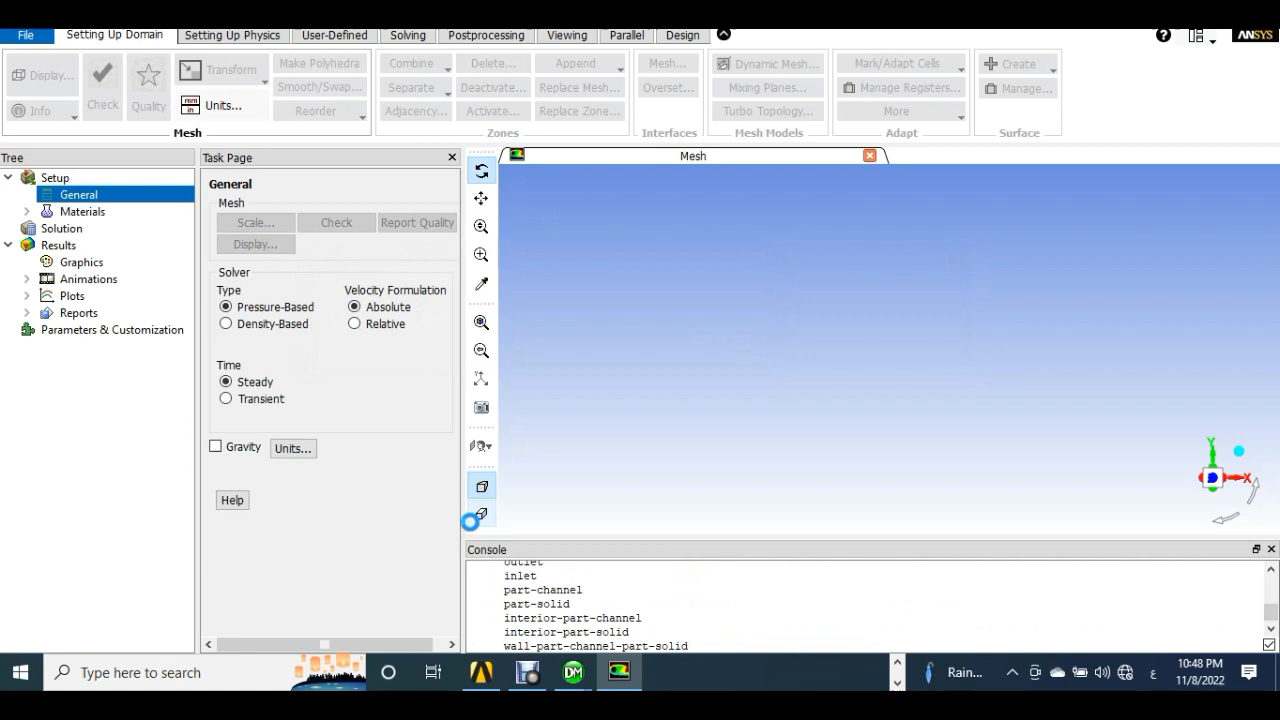 File Setting Up Domain Setting Up Physics User-Defined Solving Postprocessing Viewing Parallel Design ANSYS
Display... Check Quality Transform Make Polyhedra Combine Delete... Append Mesh... Dynamic Mesh... Mark/Adapt Cells Create
Smooth/Swap... Separate Deactivate... Replace Mesh... Overset... Mixing Planes... Manage Registers... Manage...
Info Units... Reorder Adjacency... Activate... Replace Zone... Turbo Topology... More
Mesh Zones Interfaces Mesh Models Adapt Surface
Tree
Setup
General
Materials
Solution
Results
Graphics
Animations
Plots
Reports
Parameters & Customization
Task Page
General
Mesh
Scale... Check Report Quality
Display...
Solver
Type Velocity Formulation
Pressure-Based Absolute
Density-Based Relative
Time
Steady
Transient
Gravity Units...
Help
Mesh
Y
X
Console
outlet
inlet
part-channel
part-solid
interior-part-channel
interior-part-solid
wall-part-channel-part-solid
Type here to search
DM
Rain...
ع
10:48 PM
11/8/2022